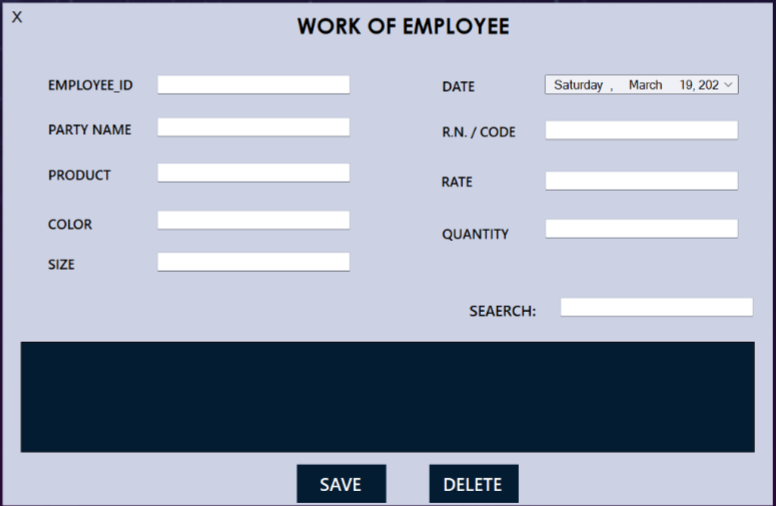 X
WORK OF EMPLOYEE
EMPLOYEE_ID
DATE Saturday , March 19, 202
PARTY NAME
R.N. / CODE
PRODUCT
RATE
COLOR
QUANTITY
SIZE
SEAERCH:
SAVE DELETE